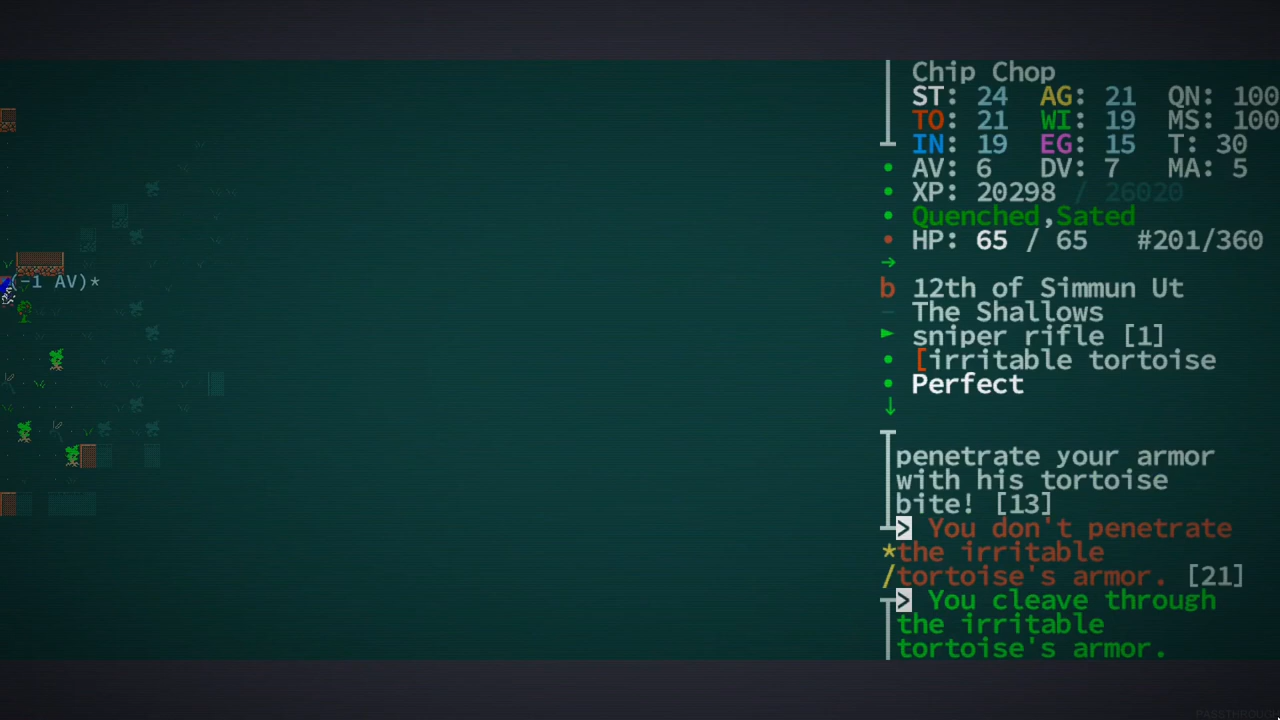 Chip Chop
ST: 24 AG: 21 QN: 100
TO: 21 WI: 19 MS: 100
IN: 19 EG: 15 T: 30
AV: 6 DV: 7 MA: 5
XP: 20298 / 26020
Quenched,Sated
HP: 65 / 65 #201/360
b 12th of Simmun Ut
The Shallows
sniper rifle [1]
[irritable tortoise
Perfect
(-1 AV)*
penetrate your armor
with his tortoise
bite! [13]
> You don't penetrate
*the irritable
/tortoise's armor. [21]
> You cleave through
the irritable
tortoise's armor.
PASSTHROUGH